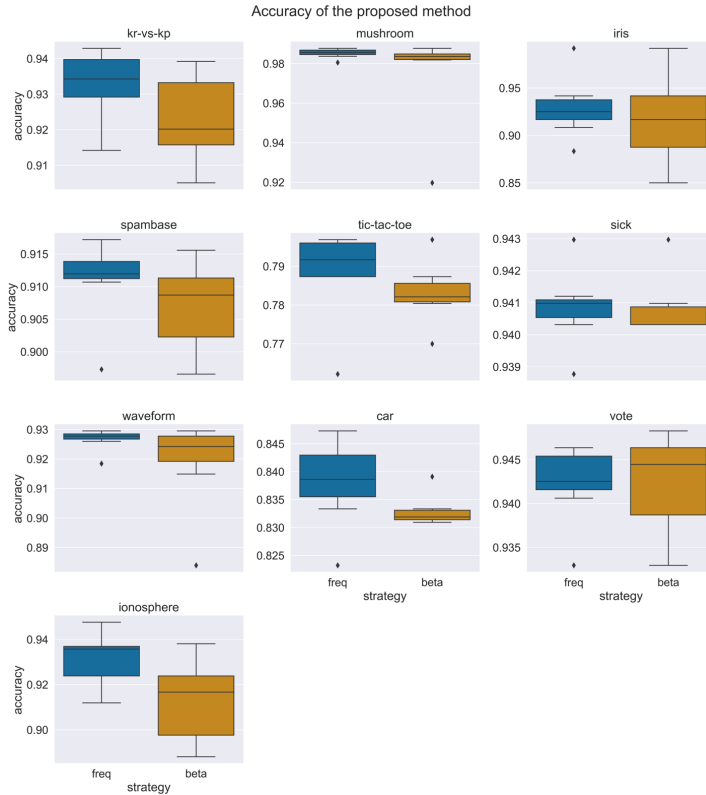 Accuracy of the proposed method
kr-vs-kp
mushroom
iris
accuracy
0.94
0.93
0.92
0.91
0.98
0.96
0.94
0.92
0.95
0.90
0.85
spambase
tic-tac-toe
sick
accuracy
0.915
0.910
0.905
0.900
0.79
0.78
0.77
0.943
0.942
0.941
0.940
0.939
waveform
car
vote
accuracy
0.93
0.92
0.91
0.90
0.89
0.845
0.840
0.835
0.830
0.825
0.945
0.940
0.935
freq
beta
strategy
freq
beta
strategy
ionosphere
accuracy
0.94
0.92
0.90
freq
beta
strategy